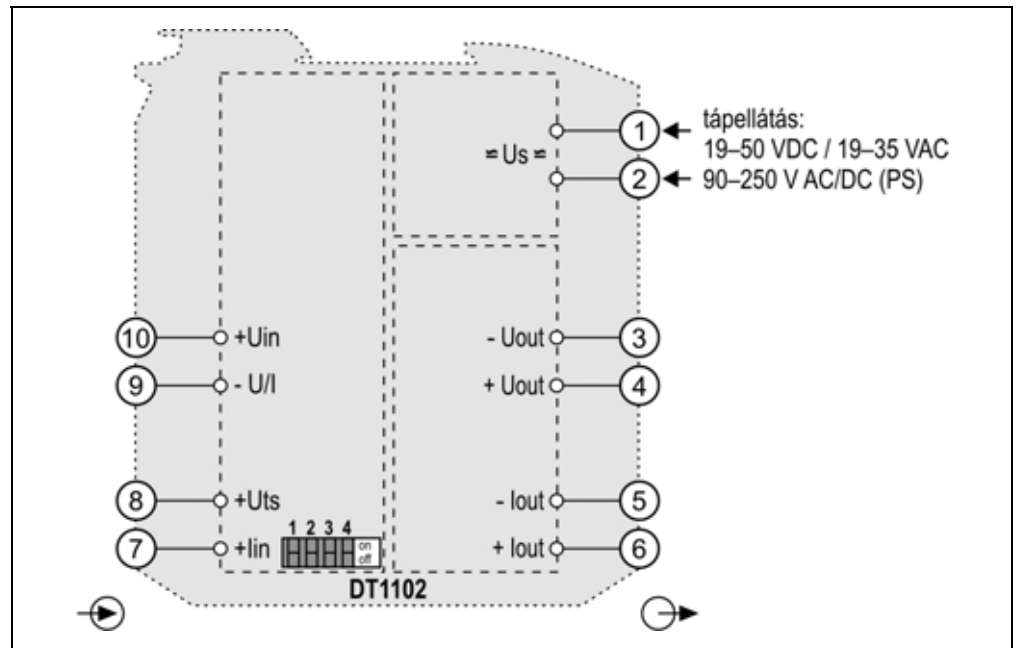 1
tápellátás:
≂ Us ≂
19–50 VDC / 19–35 VAC
2
90–250 V AC/DC (PS)
10
+Uin
- Uout
3
9
- U/I
+ Uout
4
8
+Uts
- Iout
5
1 2 3 4
7
+Iin
on
off
+ Iout
6
DT1102